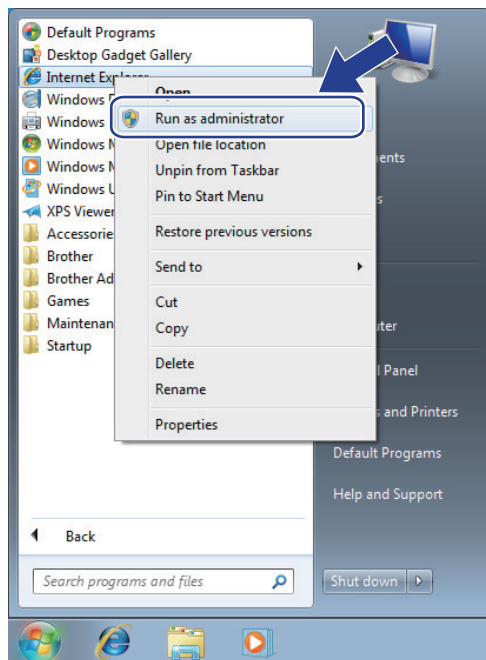 Default Programs
Desktop Gadget Gallery
Internet Explorer
Windows
Windows
Windows
Windows
Windows
XPS Viewer
Accessorie
Brother
Brother Ad
Games
Maintenan
Startup
Back
Search programs and files
Open
Run as administrator
Open file location
Unpin from Taskbar
Pin to Start Menu
Restore previous versions
Send to
Cut
Copy
Delete
Rename
Properties
ents
s
uter
l Panel
s and Printers
Default Programs
Help and Support
Shut down